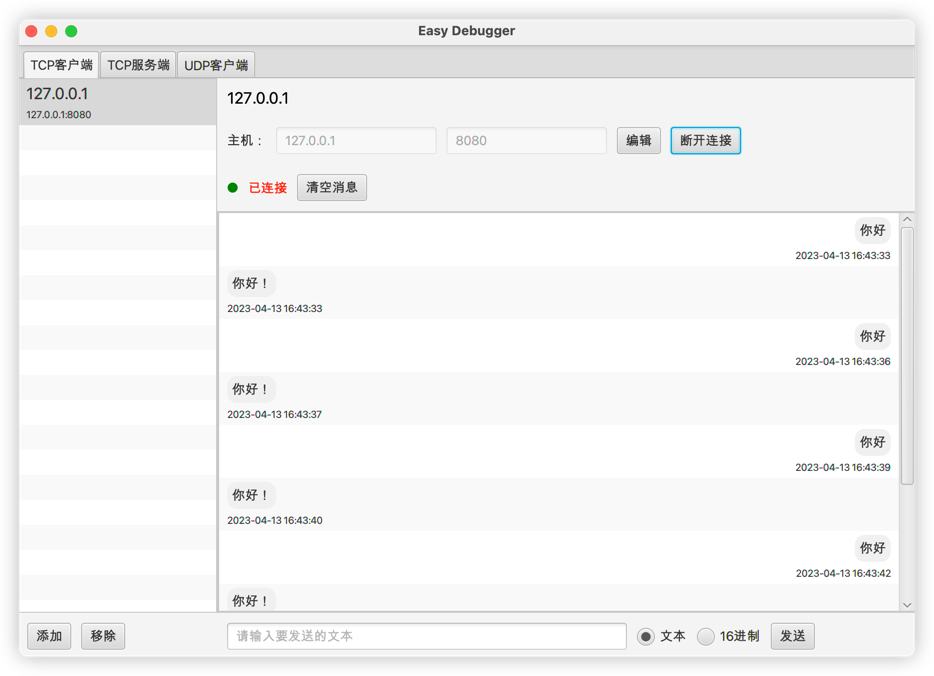 Easy Debugger
TCP客户端 TCP服务端 UDP客户端
127.0.0.1
127.0.0.1:8080
127.0.0.1
主机： 127.0.0.1 8080 编辑 断开连接
已连接 清空消息
你好
2023-04-13 16:43:33
你好！
2023-04-13 16:43:33
你好
2023-04-13 16:43:36
你好！
2023-04-13 16:43:37
你好
2023-04-13 16:43:39
你好！
2023-04-13 16:43:40
你好
2023-04-13 16:43:42
你好！
添加 移除 请输入要发送的文本 文本 16进制 发送